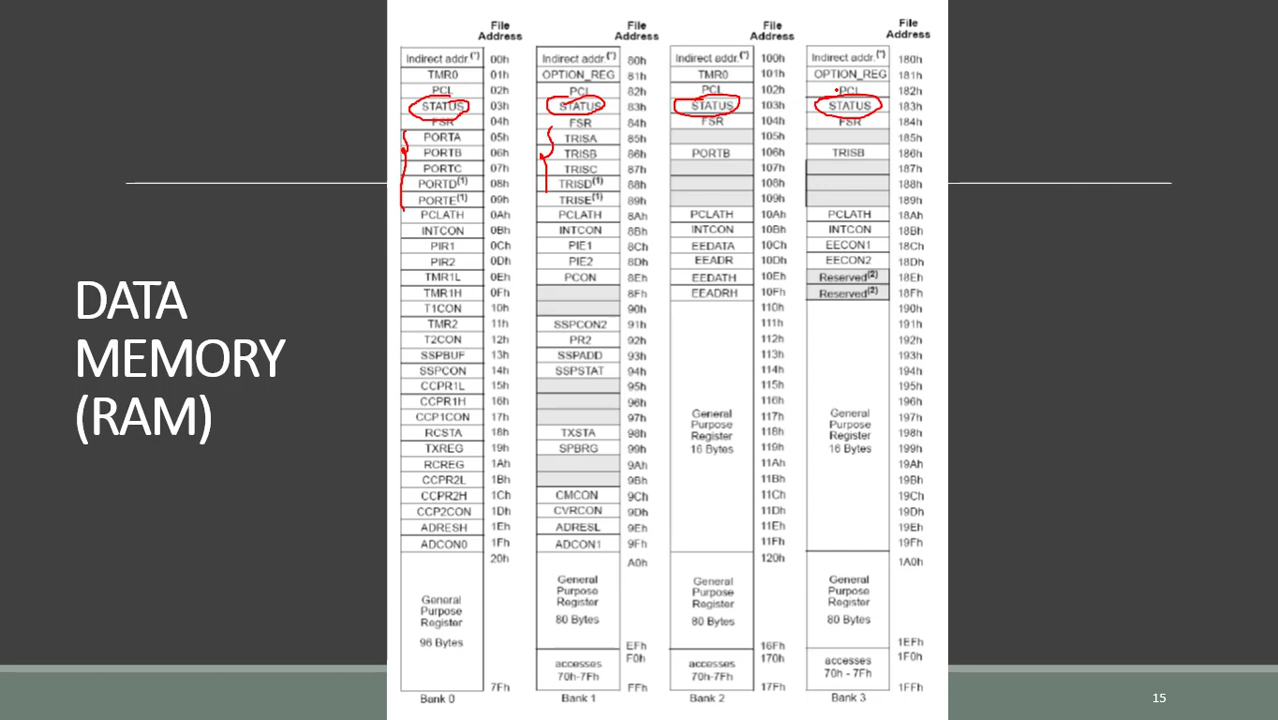 DATA
MEMORY
(RAM)
File Address File Address File Address File Address
Indirect addr.(*) 00h Indirect addr.(*) 80h Indirect addr.(*) 100h Indirect addr.(*) 180h
TMR0 01h OPTION_REG 81h TMR0 101h OPTION_REG 181h
PCL 02h PCL 82h PCL 102h PCL 182h
STATUS 03h STATUS 83h STATUS 103h STATUS 183h
FSR 04h FSR 84h FSR 104h FSR 184h
PORTA 05h TRISA 85h 105h 185h
PORTB 06h TRISB 86h PORTB 106h TRISB 186h
PORTC 07h TRISC 87h 107h 187h
PORTD(1) 08h TRISD(1) 88h 108h 188h
PORTE(1) 09h TRISE(1) 89h 109h 189h
PCLATH 0Ah PCLATH 8Ah PCLATH 10Ah PCLATH 18Ah
INTCON 0Bh INTCON 8Bh INTCON 10Bh INTCON 18Bh
PIR1 0Ch PIE1 8Ch EEDATA 10Ch EECON1 18Ch
PIR2 0Dh PIE2 8Dh EEADR 10Dh EECON2 18Dh
TMR1L 0Eh PCON 8Eh EEDATH 10Eh Reserved(2) 18Eh
TMR1H 0Fh 8Fh EEADRH 10Fh Reserved(2) 18Fh
T1CON 10h 90h 110h 190h
TMR2 11h SSPCON2 91h 111h 191h
T2CON 12h PR2 92h 112h 192h
SSPBUF 13h SSPADD 93h 113h 193h
SSPCON 14h SSPSTAT 94h 114h 194h
CCPR1L 15h 95h 115h 195h
CCPR1H 16h 96h 116h 196h
CCP1CON 17h 97h General Purpose Register 16 Bytes 117h General Purpose Register 16 Bytes 197h
RCSTA 18h TXSTA 98h 118h 198h
TXREG 19h SPBRG 99h 119h 199h
RCREG 1Ah 9Ah 11Ah 19Ah
CCPR2L 1Bh 9Bh 11Bh 19Bh
CCPR2H 1Ch CMCON 9Ch 11Ch 19Ch
CCP2CON 1Dh CVRCON 9Dh 11Dh 19Dh
ADRESH 1Eh ADRESL 9Eh 11Eh 19Eh
ADCON0 1Fh ADCON1 9Fh 11Fh 19Fh
20h A0h 120h 1A0h
General Purpose Register 96 Bytes General Purpose Register 80 Bytes General Purpose Register 80 Bytes General Purpose Register 80 Bytes
EFh 16Fh 1EFh
accesses 70h-7Fh F0h accesses 70h-7Fh 170h accesses 70h - 7Fh 1F0h
7Fh FFh 17Fh 1FFh
Bank 0 Bank 1 Bank 2 Bank 3
15